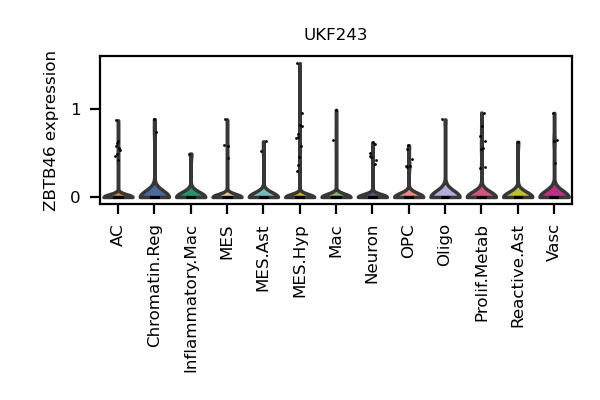 UKF243
ZBTB46 expression
1
0
AC
Chromatin.Reg
Inflammatory.Mac
MES
MES.Ast
MES.Hyp
Mac
Neuron
OPC
Oligo
Prolif.Metab
Reactive.Ast
Vasc